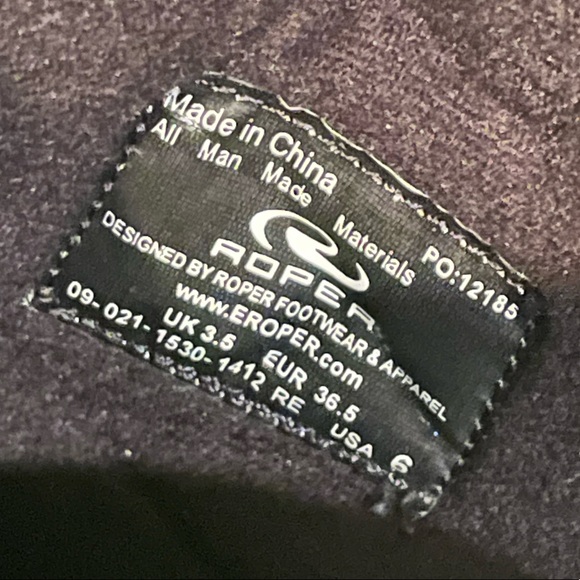 Made in China
All Man Made Materials PO:12185
ROPER
DESIGNED BY ROPER FOOTWEAR & APPAREL
www.EROPER.com
UK 3.5 EUR 36.5 USA 6
09-021-1530-1412 RE